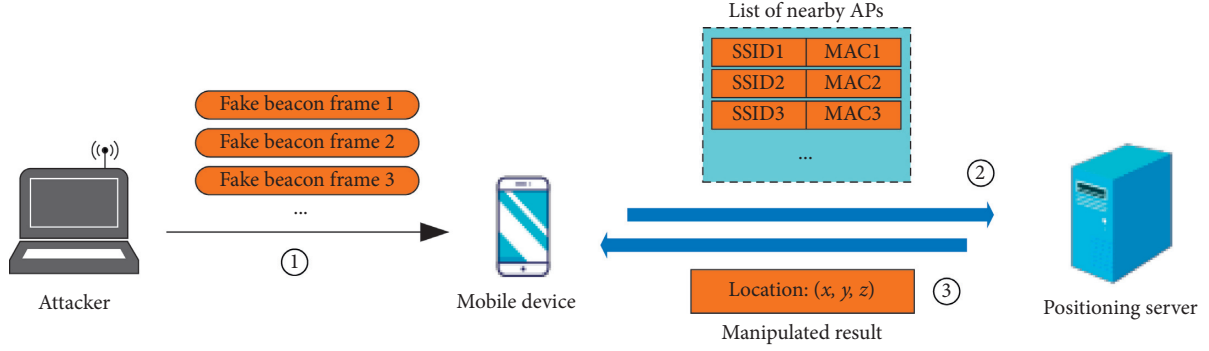 List of nearby APs
SSID1 MAC1
SSID2 MAC2
SSID3 MAC3
...
Fake beacon frame 1
Fake beacon frame 2
Fake beacon frame 3
...
1
2
3
Attacker
Mobile device
Location: (x, y, z)
Manipulated result
Positioning server